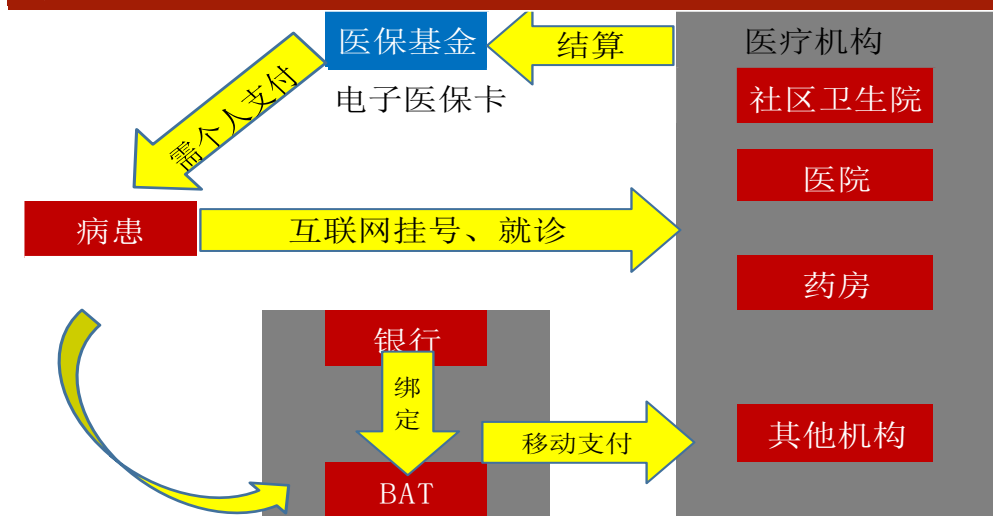 医保基金
结算
医疗机构
电子医保卡
社区卫生院
需个人支付
医院
病患
互联网挂号、就诊
药房
银行
绑
定
移动支付
其他机构
BAT